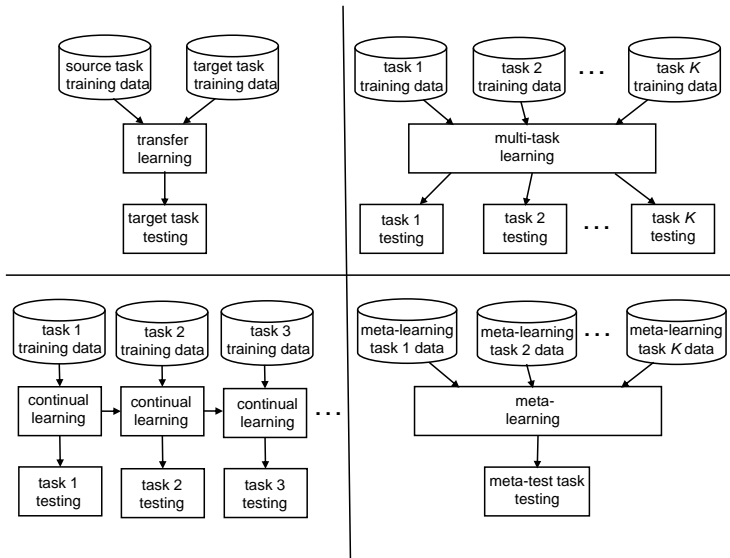 source task
training data
target task
training data
transfer
learning
target task
testing
task 1
training data
task 2
training data
. . .
task K
training data
multi-task
learning
task 1
testing
task 2
testing
. . .
task K
testing
task 1
training data
task 2
training data
task 3
training data
continual
learning
continual
learning
continual
learning
. . .
task 1
testing
task 2
testing
task 3
testing
meta-learning
task 1 data
meta-learning
task 2 data
. . .
meta-learning
task K data
meta-
learning
meta-test task
testing